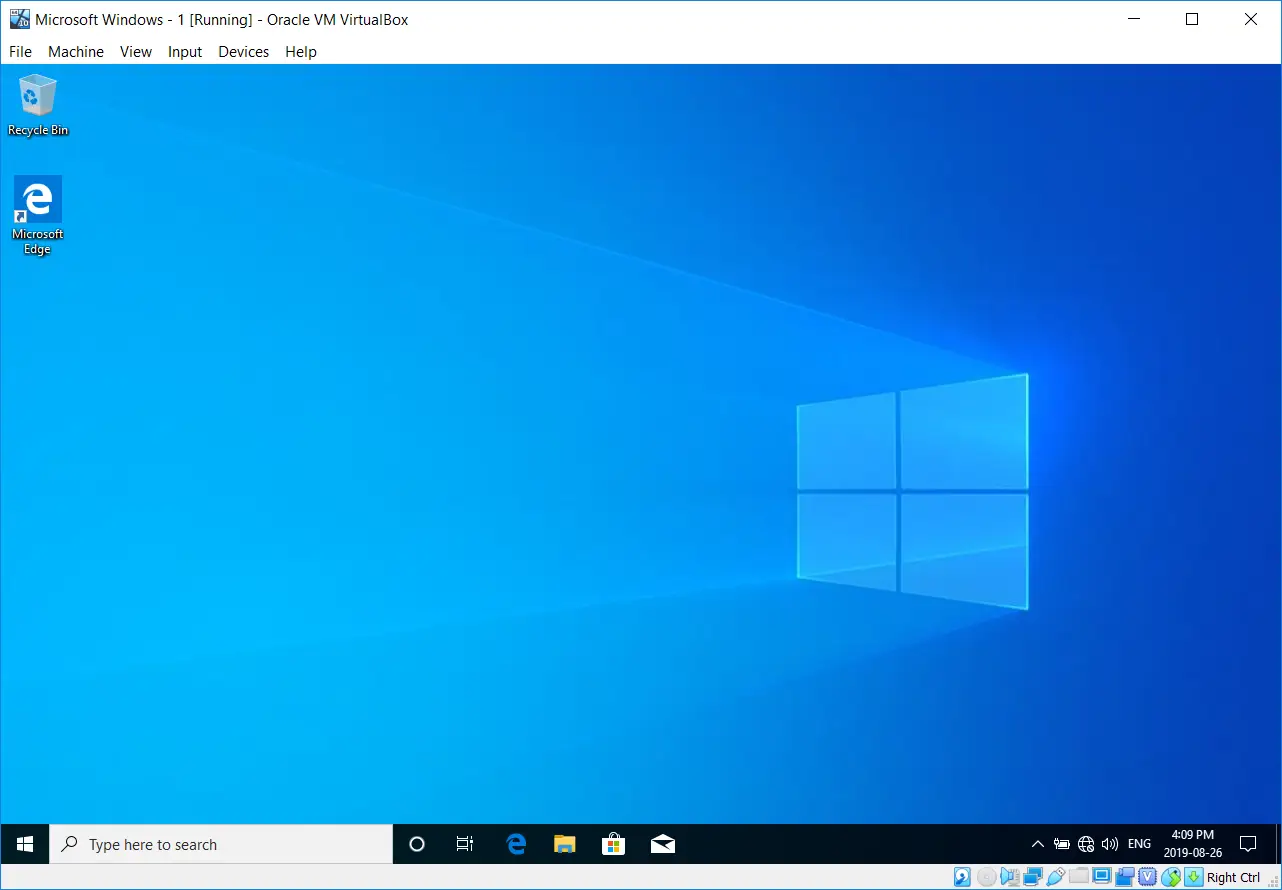 Microsoft Windows - 1 [Running] - Oracle VM VirtualBox
File Machine View Input Devices Help
Recycle Bin
Microsoft
Edge
Type here to search
ENG
4:09 PM
2019-08-26
Right Ctrl